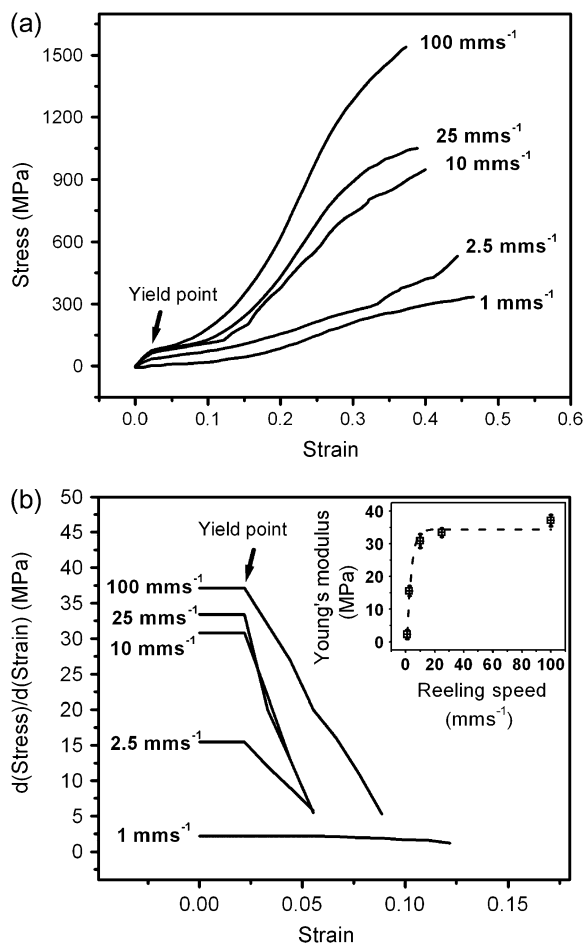 (a)
1500
1200
900
600
300
0
Stress (MPa)
100 mms⁻¹
25 mms⁻¹
10 mms⁻¹
2.5 mms⁻¹
1 mms⁻¹
Yield point
0.0 0.1 0.2 0.3 0.4 0.5 0.6
Strain
(b)
50
45
40
35
30
25
20
15
10
5
0
d(Stress)/d(Strain) (MPa)
Yield point
100 mms⁻¹
25 mms⁻¹
10 mms⁻¹
2.5 mms⁻¹
1 mms⁻¹
40
30
20
10
0
Young's modulus
(MPa)
0 20 40 60 80 100
Reeling speed
(mms⁻¹)
0.00 0.05 0.10 0.15
Strain